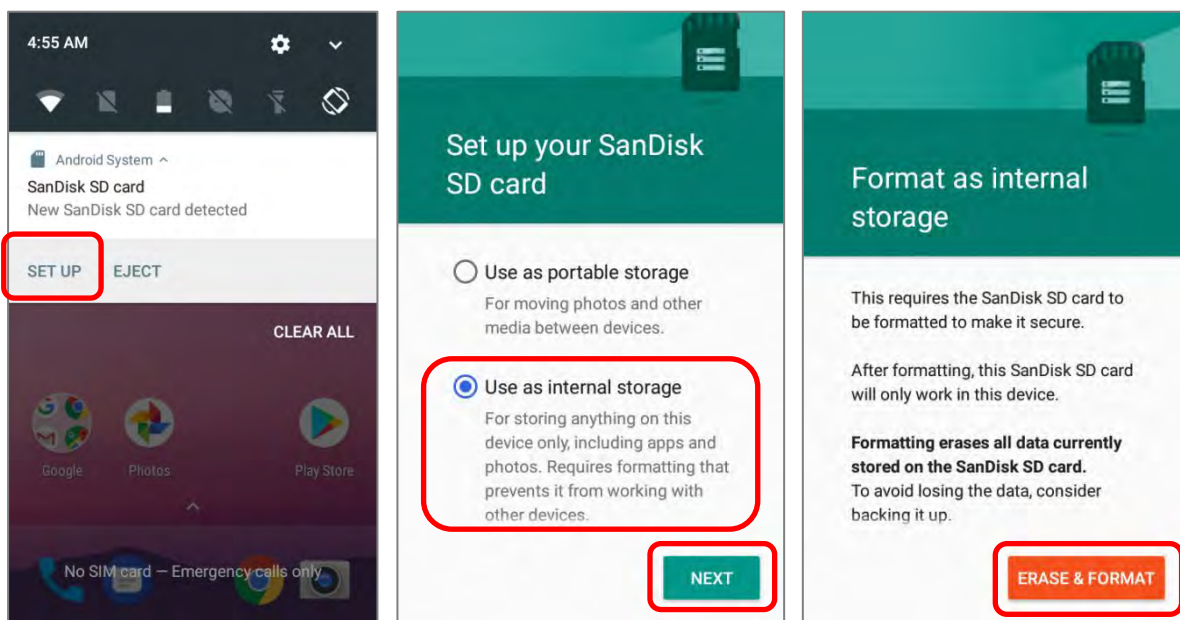 4:55 AM
Android System
SanDisk SD card
New SanDisk SD card detected
SET UP EJECT
CLEAR ALL
Google Photos Play Store
No SIM card — Emergency calls only
Set up your SanDisk
SD card
Use as portable storage
For moving photos and other
media between devices.
Use as internal storage
For storing anything on this
device only, including apps and
photos. Requires formatting that
prevents it from working with
other devices.
NEXT
Format as internal
storage
This requires the SanDisk SD card to
be formatted to make it secure.
After formatting, this SanDisk SD card
will only work in this device.
Formatting erases all data currently
stored on the SanDisk SD card.
To avoid losing the data, consider
backing it up.
ERASE & FORMAT